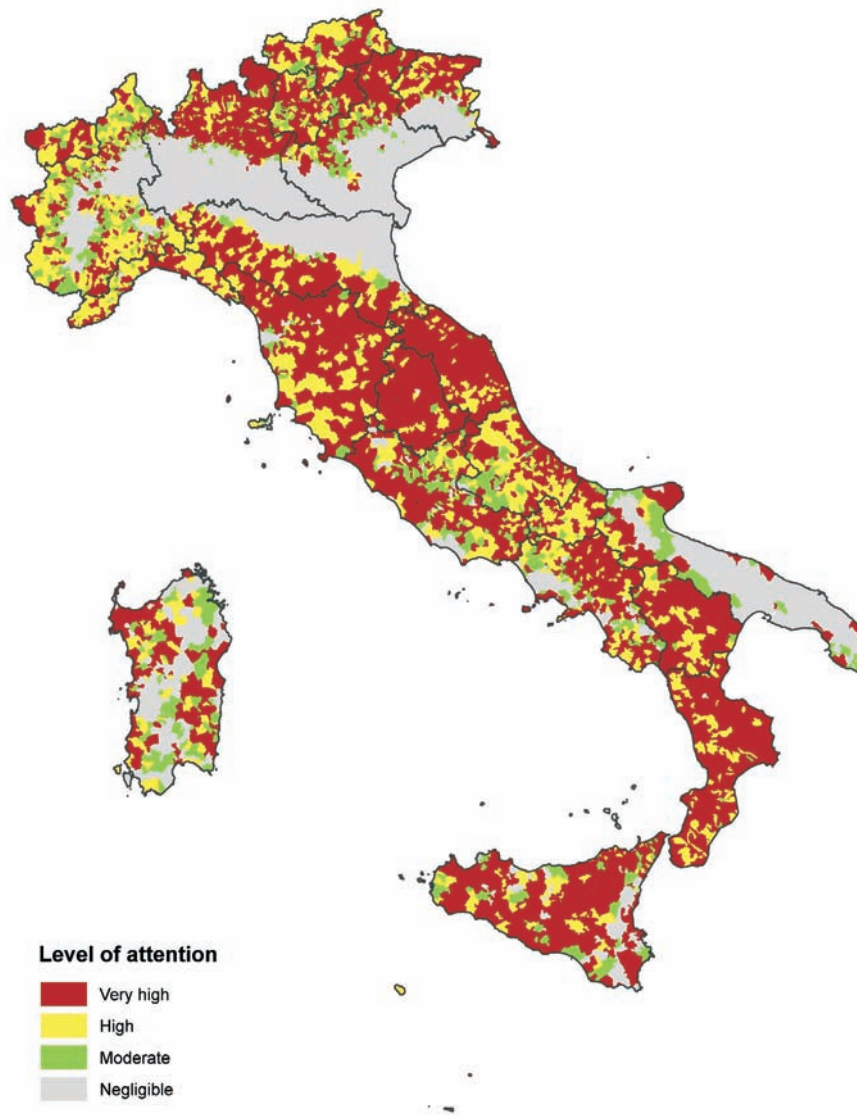 Level of attention
Very high
High
Moderate
Negligible